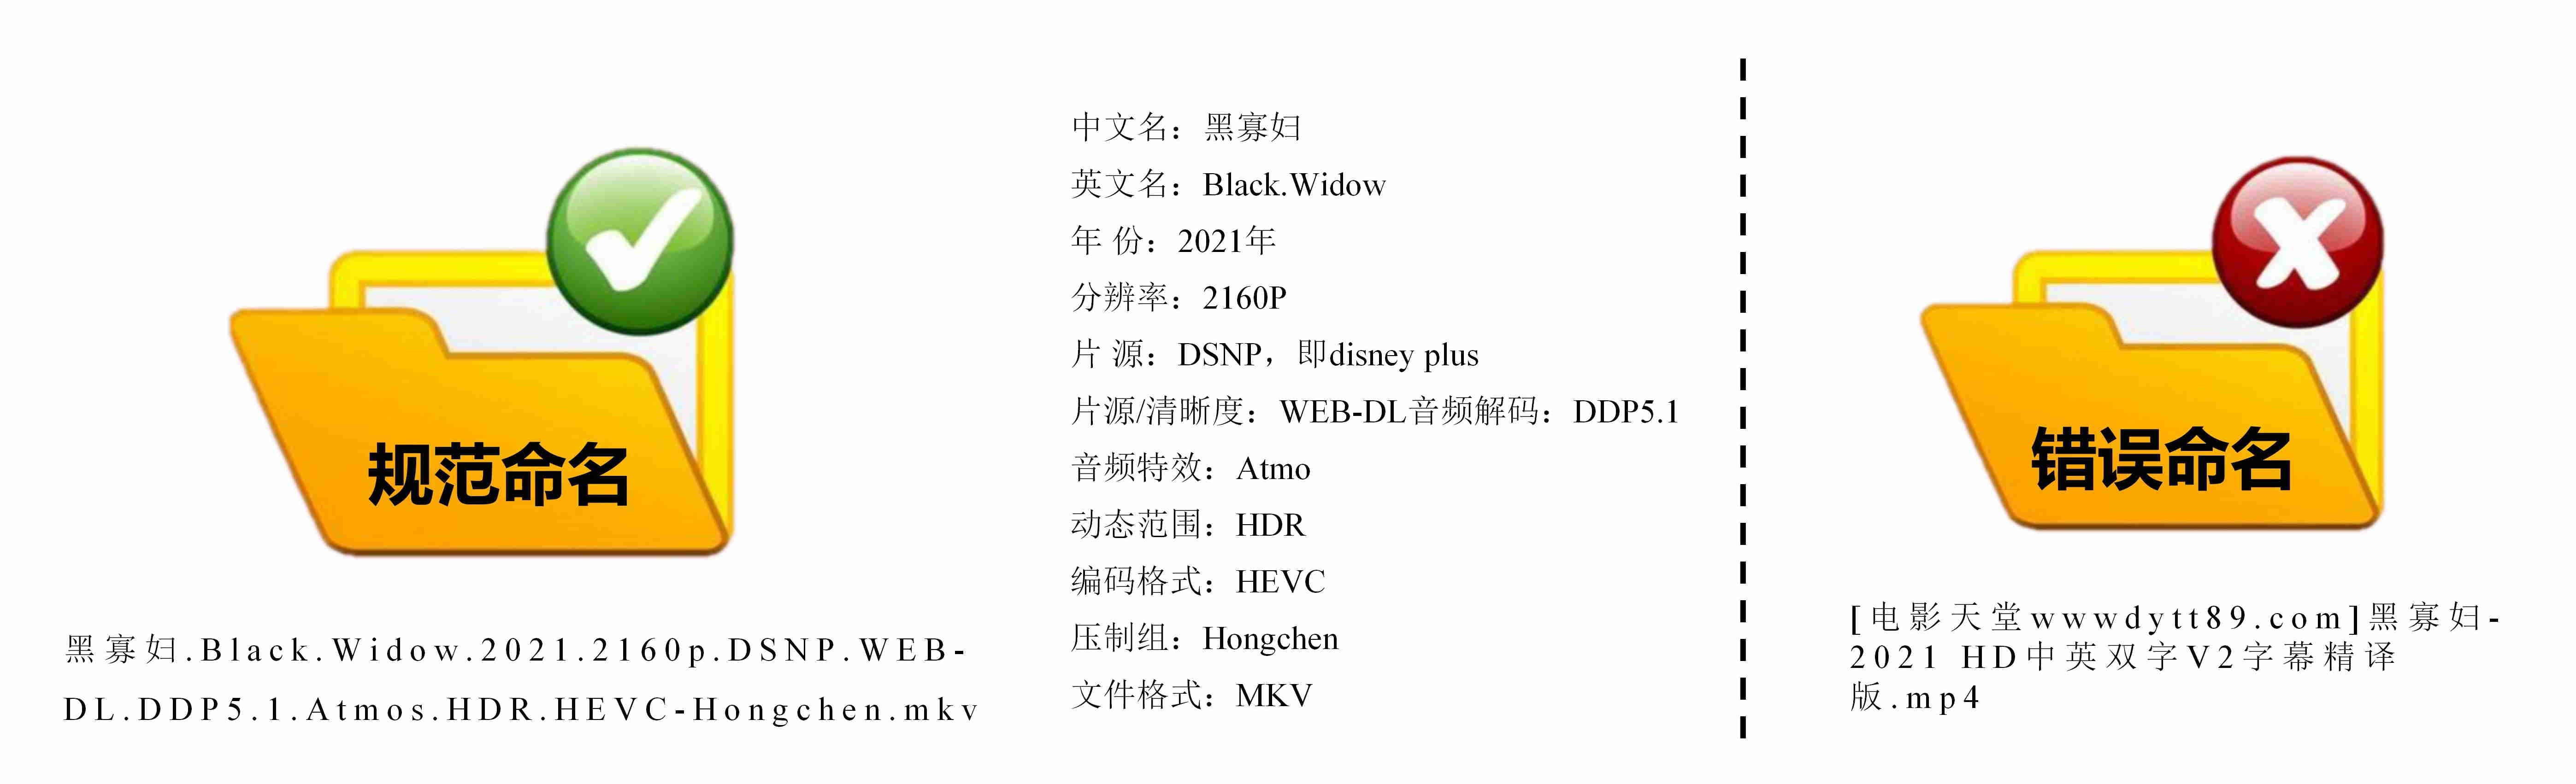 规范命名
黑寡妇.Black.Widow.2021.2160p.DSNP.WEB-
DL.DDP5.1.Atmos.HDR.HEVC-Hongchen.mkv
中文名：黑寡妇
英文名：Black.Widow
年 份：2021年
分辨率：2160P
片 源：DSNP，即disney plus
片源/清晰度：WEB-DL音频解码：DDP5.1
音频特效：Atmo
动态范围：HDR
编码格式：HEVC
压制组：Hongchen
文件格式：MKV
错误命名
[电影天堂wwwdytt89.com]黑寡妇-
2021 HD中英双字V2字幕精译
版.mp4